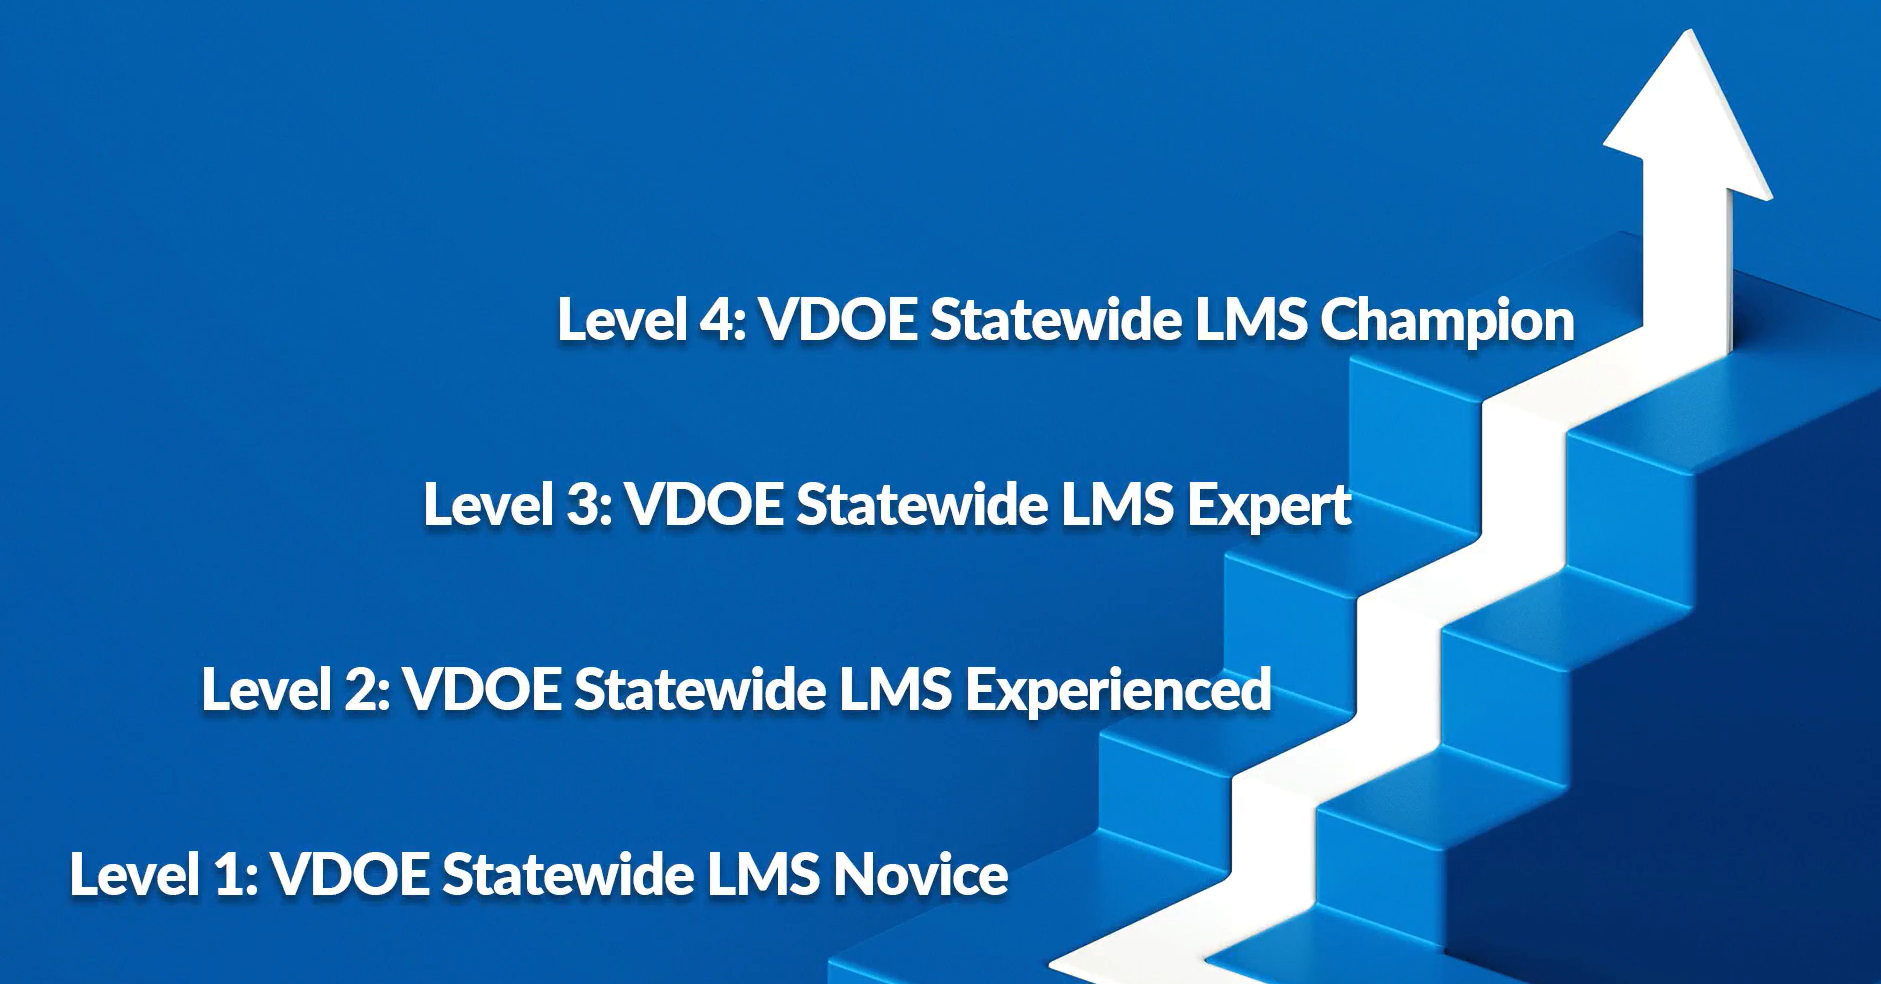 Level 4: VDOE Statewide LMS Champion
Level 3: VDOE Statewide LMS Expert
Level 2: VDOE Statewide LMS Experienced
Level 1: VDOE Statewide LMS Novice